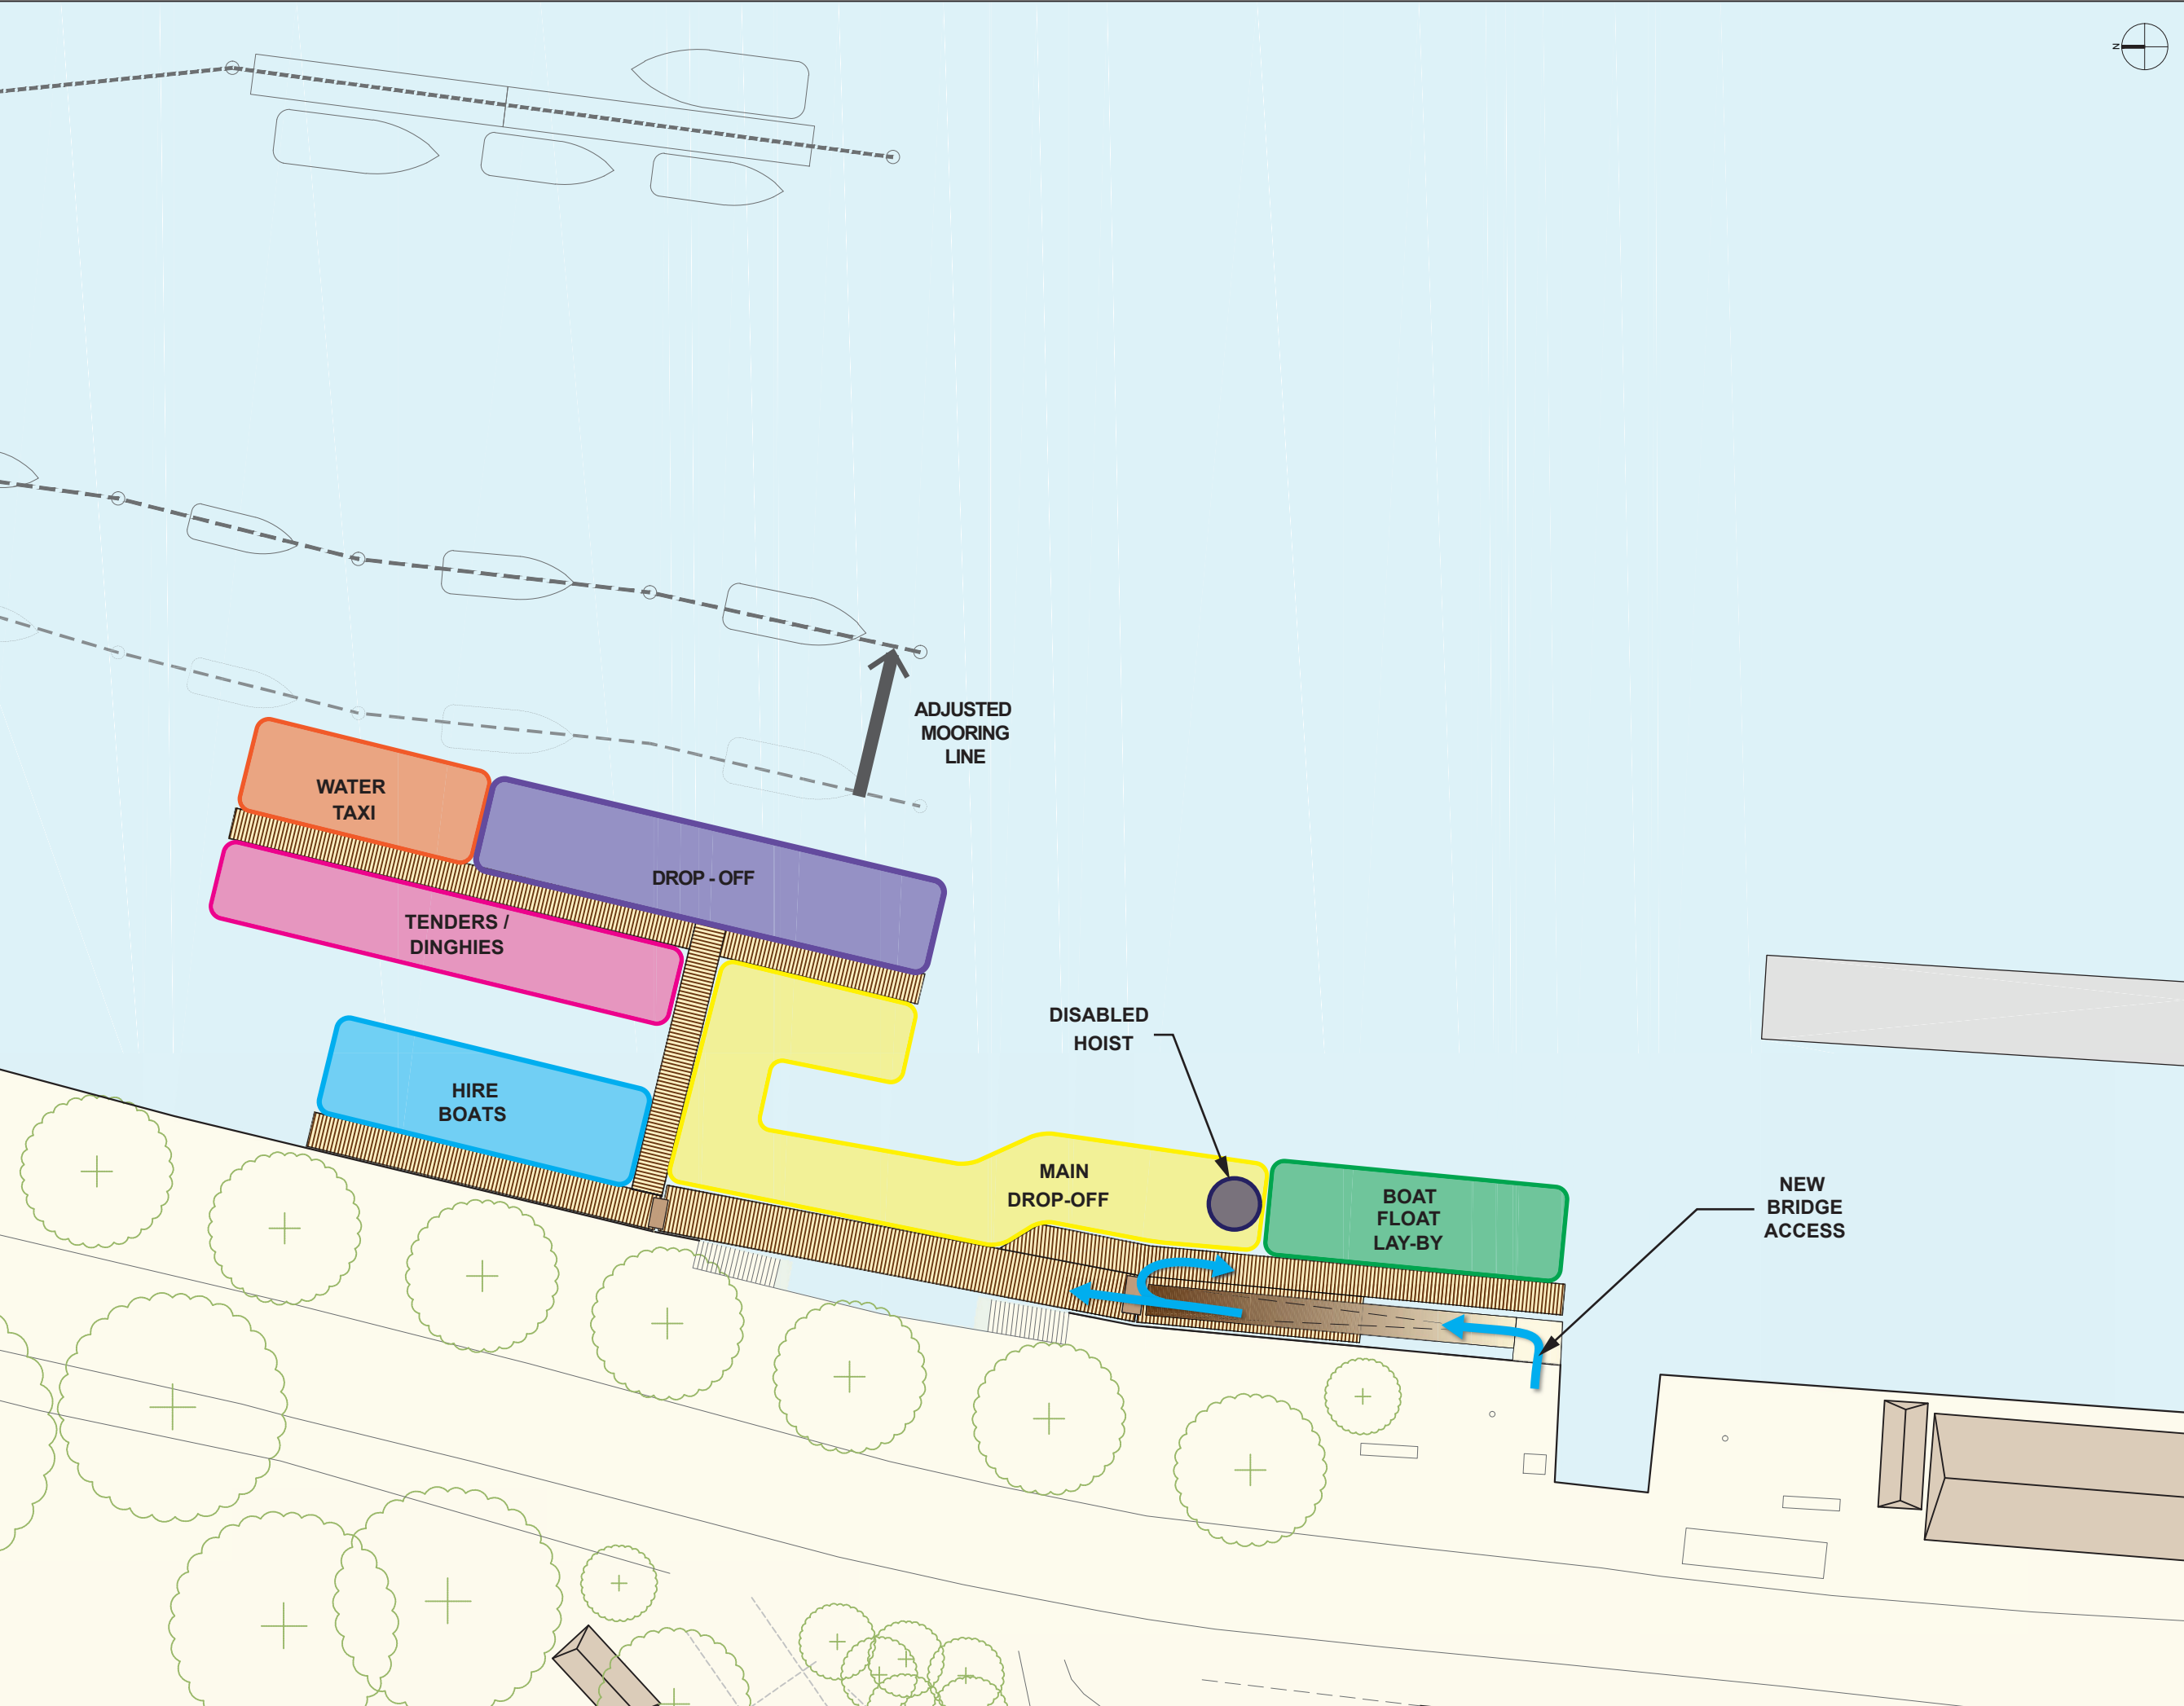 N
ADJUSTED
MOORING
LINE
WATER
TAXI
DROP - OFF
TENDERS /
DINGHIES
DISABLED
HOIST
HIRE
BOATS
MAIN
DROP-OFF
BOAT
FLOAT
LAY-BY
NEW
BRIDGE
ACCESS